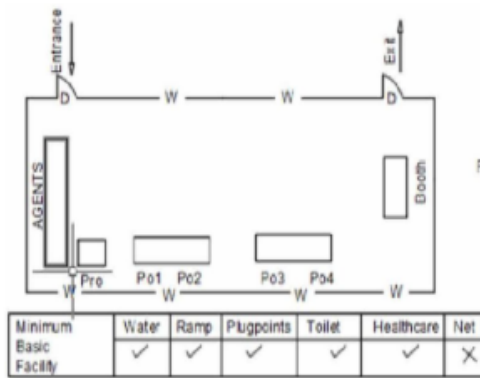 Entrance
Exit
D W W D
AGENTS
Booth
Pro Po1 Po2 Po3 Po4
W W W W
Minimum Basic Facility Water Ramp Plugpoints Toilet Healthcare Net
✓ ✓ ✓ ✓ ✓ X